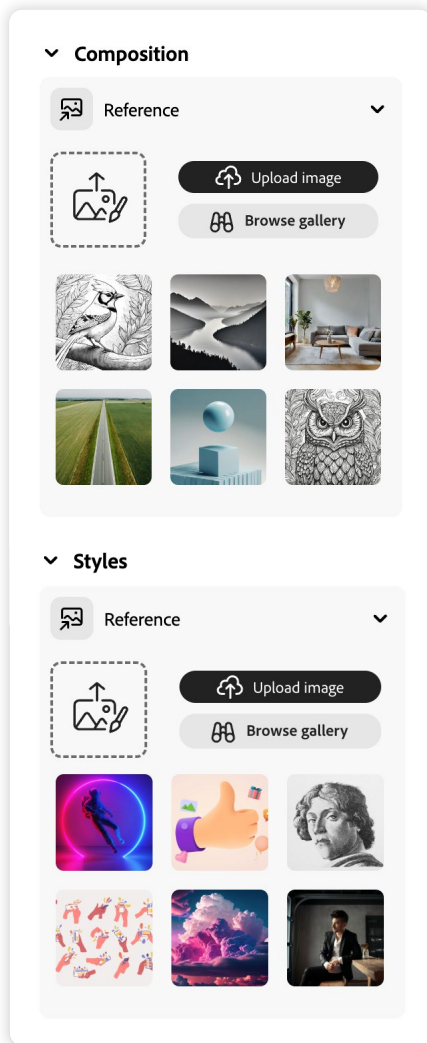 Composition
Reference
Upload image
Browse gallery
Styles
Reference
Upload image
Browse gallery